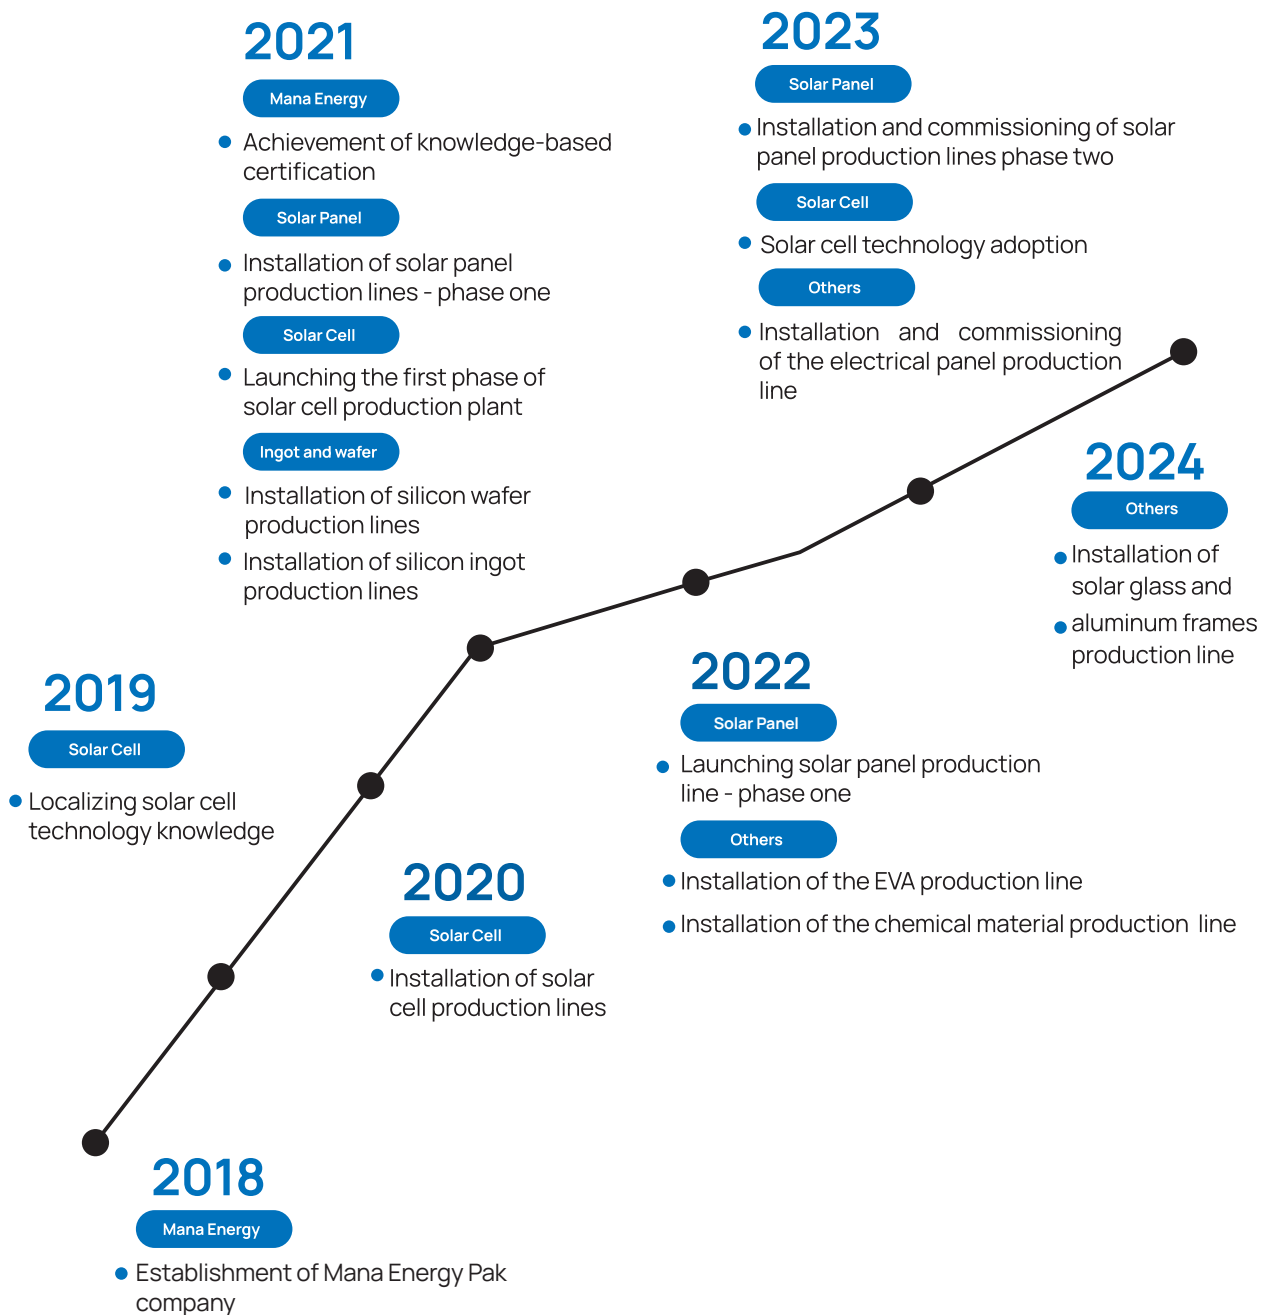 2021
Mana Energy
Achievement of knowledge-based
certification
Solar Panel
Installation of solar panel
production lines - phase one
Solar Cell
Launching the first phase of
solar cell production plant
Ingot and wafer
Installation of silicon wafer
production lines
Installation of silicon ingot
production lines
2023
Solar Panel
Installation and commissioning of solar
panel production lines phase two
Solar Cell
Solar cell technology adoption
Others
Installation and commissioning
of the electrical panel production
line
2024
Others
Installation of
solar glass and
aluminum frames
production line
2019
Solar Cell
Localizing solar cell
technology knowledge
2022
Solar Panel
Launching solar panel production
line - phase one
Others
Installation of the EVA production line
Installation of the chemical material production line
2020
Solar Cell
Installation of solar
cell production lines
2018
Mana Energy
Establishment of Mana Energy Pak
company